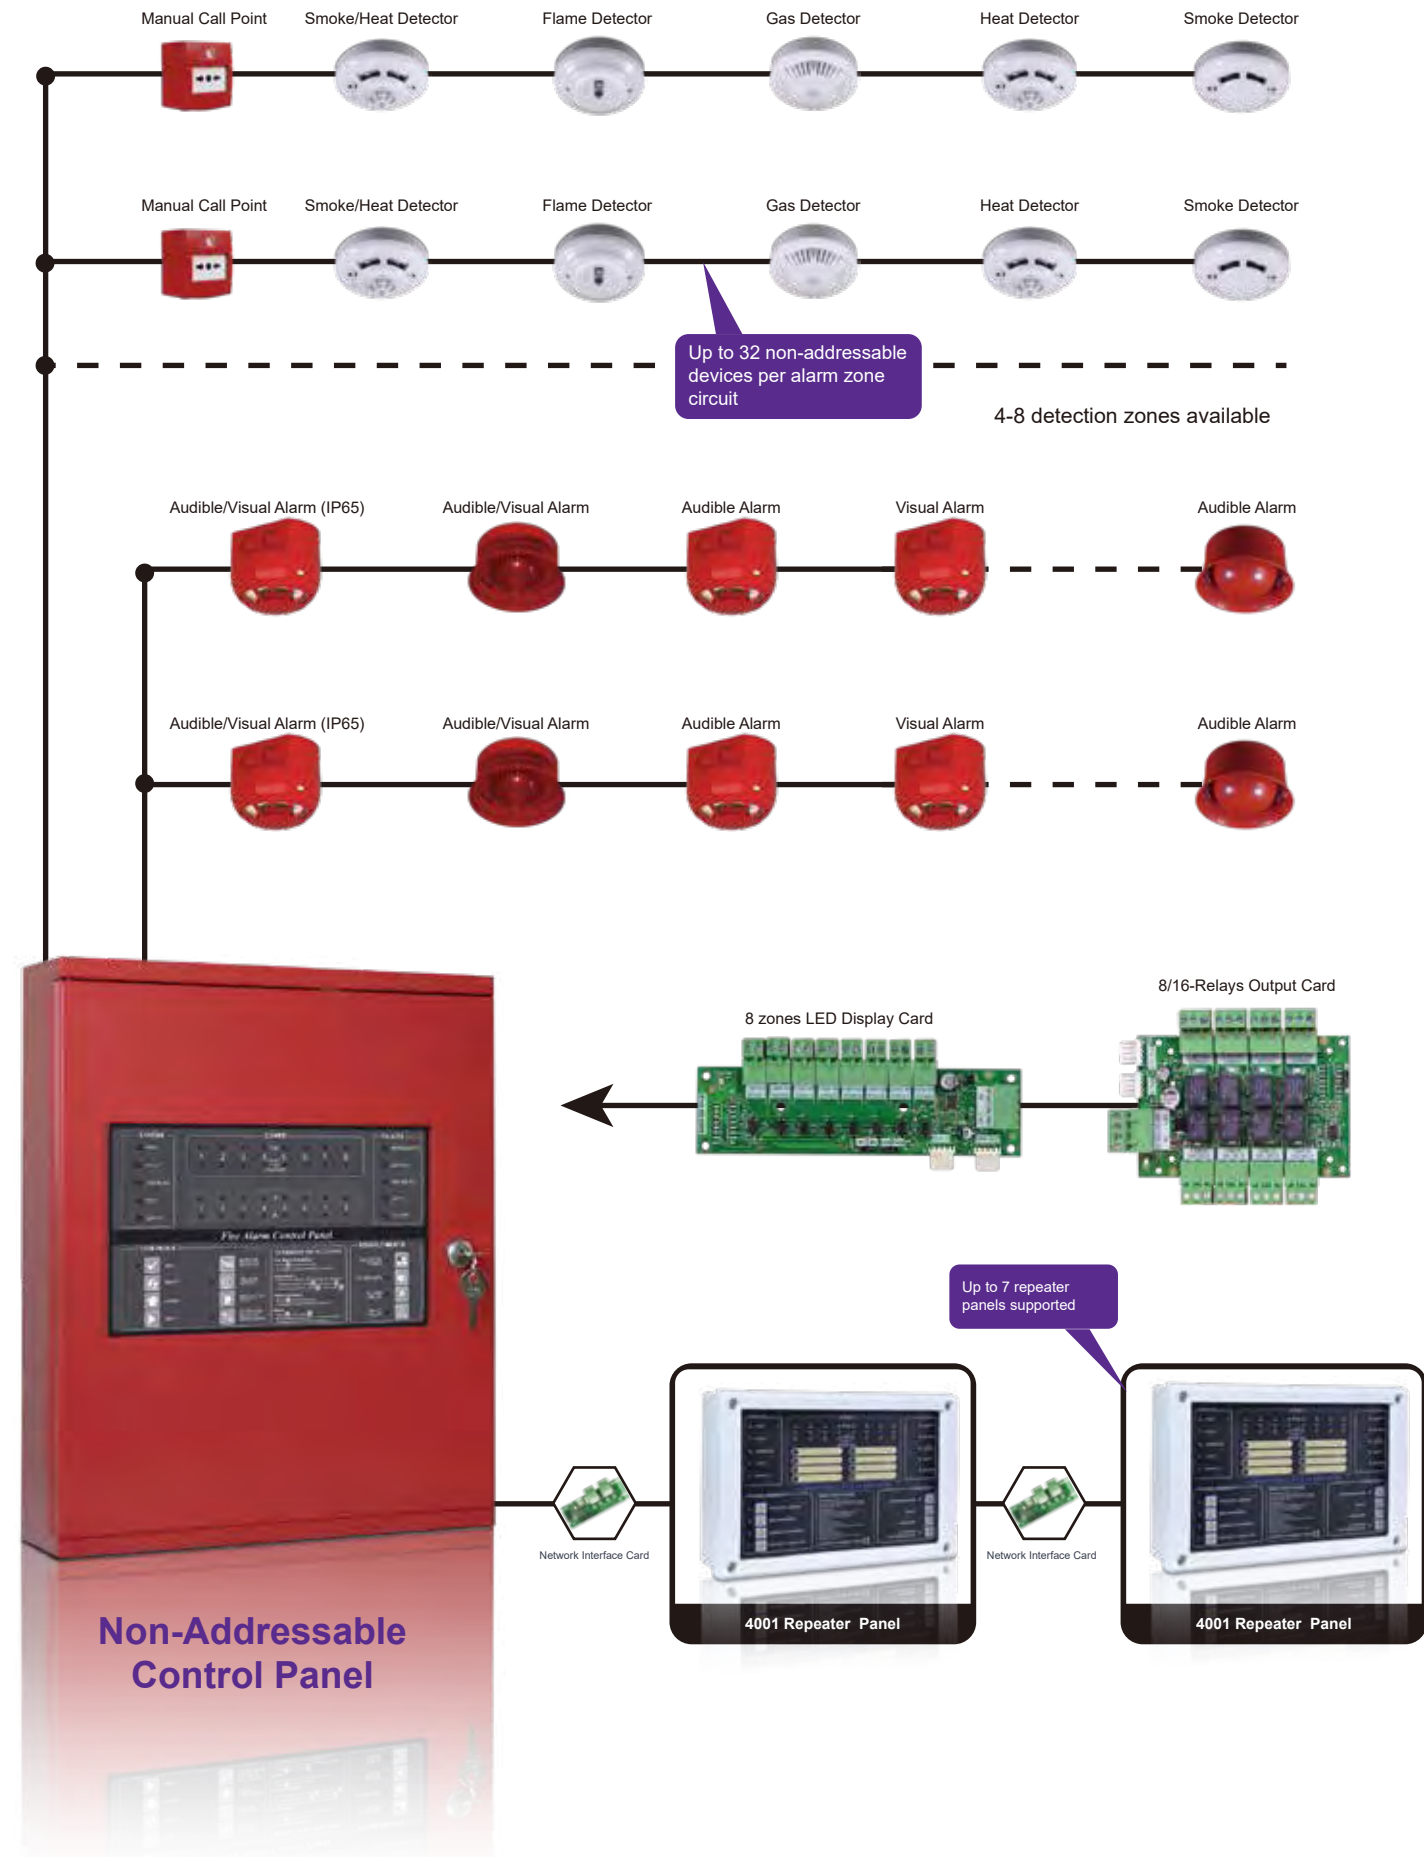 Manual Call Point
Smoke/Heat Detector
Flame Detector
Gas Detector
Heat Detector
Smoke Detector
Manual Call Point
Smoke/Heat Detector
Flame Detector
Gas Detector
Heat Detector
Smoke Detector
Up to 32 non-addressable
devices per alarm zone
circuit
4-8 detection zones available
Audible/Visual Alarm (IP65)
Audible/Visual Alarm
Audible Alarm
Visual Alarm
Audible Alarm
Audible/Visual Alarm (IP65)
Audible/Visual Alarm
Audible Alarm
Visual Alarm
Audible Alarm
8/16-Relays Output Card
8 zones LED Display Card
Fire Alarm Control Panel
Up to 7 repeater
panels supported
Network Interface Card
Network Interface Card
4001 Repeater Panel
4001 Repeater Panel
Non-Addressable
Control Panel